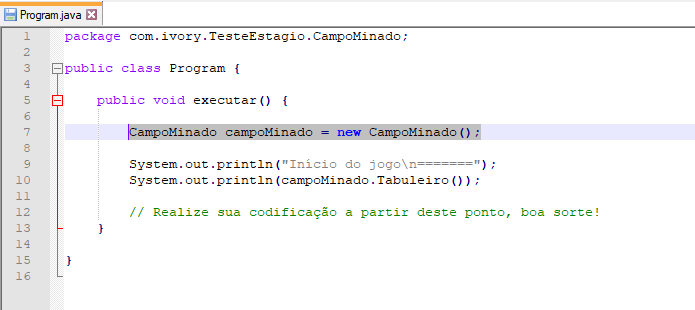 Program.java
1 package com.ivory.TesteEstagio.CampoMinado;
2
3 public class Program {
4
5 public void executar() {
6
7 CampoMinado campoMinado = new CampoMinado();
8
9 System.out.println("Início do jogo\n=======");
10 System.out.println(campoMinado.Tabuleiro());
11
12 // Realize sua codificação a partir deste ponto, boa sorte!
13 }
14
15 }
16